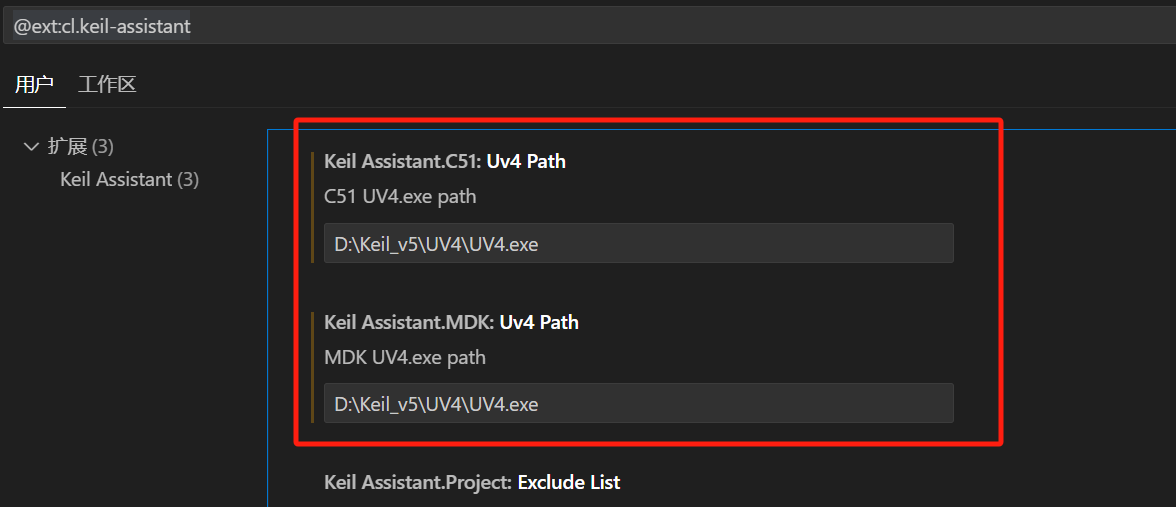 @ext:cl.keil-assistant
用户 工作区
扩展 (3)
Keil Assistant (3)
Keil Assistant.C51: Uv4 Path
C51 UV4.exe path
D:\Keil_v5\UV4\UV4.exe
Keil Assistant.MDK: Uv4 Path
MDK UV4.exe path
D:\Keil_v5\UV4\UV4.exe
Keil Assistant.Project: Exclude List